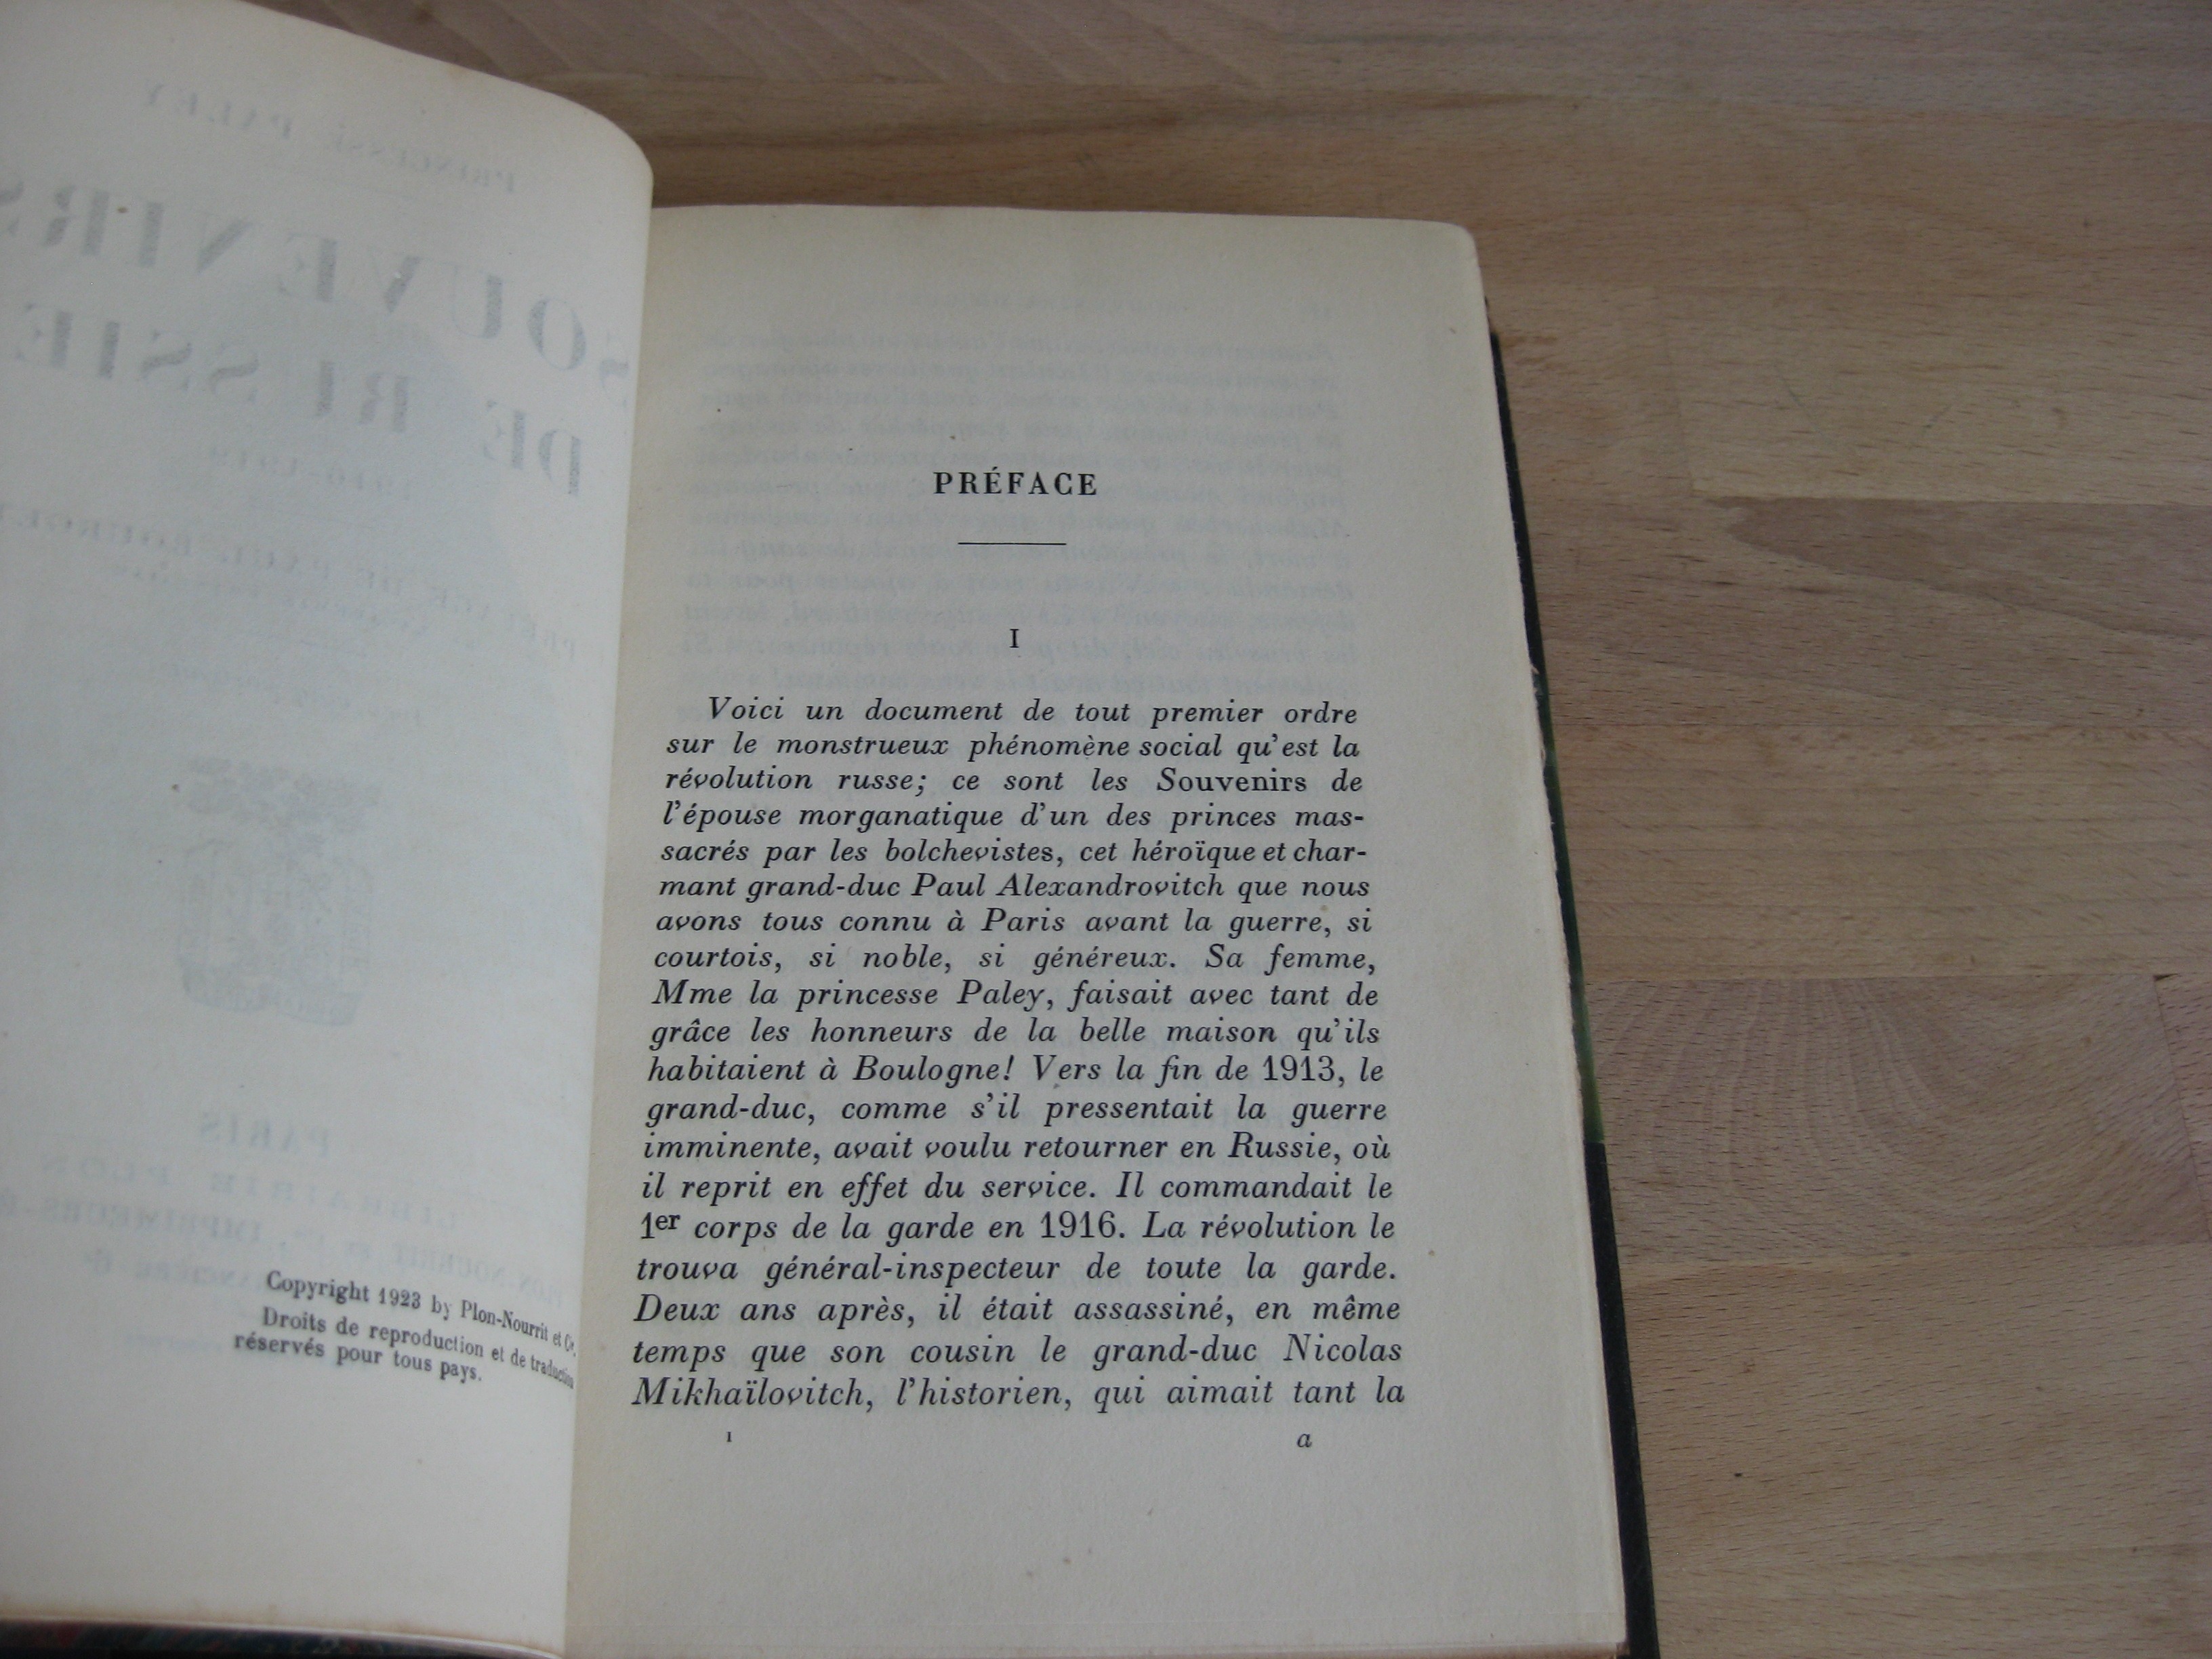 Copyright 1923 by Plon-Nourrit et Cie.
Droits de reproduction et de traduction
réservés pour tous pays.
PRÉFACE
I
Voici un document de tout premier ordre
sur le monstrueux phénomène social qu'est la
révolution russe; ce sont les Souvenirs de
l'épouse morganatique d'un des princes mas-
sacrés par les bolchevistes, cet héroïque et char-
mant grand-duc Paul Alexandrovitch que nous
avons tous connu à Paris avant la guerre, si
courtois, si noble, si généreux. Sa femme,
Mme la princesse Paley, faisait avec tant de
grâce les honneurs de la belle maison qu'ils
habitaient à Boulogne! Vers la fin de 1913, le
grand-duc, comme s'il pressentait la guerre
imminente, avait voulu retourner en Russie, où
il reprit en effet du service. Il commandait le
1er corps de la garde en 1916. La révolution le
trouva général-inspecteur de toute la garde.
Deux ans après, il était assassiné, en même
temps que son cousin le grand-duc Nicolas
Mikhaïlovitch, l'historien, qui aimait tant la
1 a